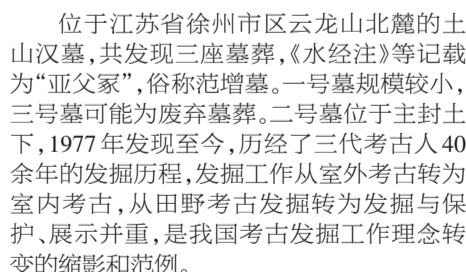 位于江苏省徐州市区云龙山北麓的土
山汉墓,共发现三座墓葬,《水经注》等记载
为“亚父冢”,俗称范增墓。一号墓规模较小,
三号墓可能为废弃墓葬。二号墓位于主封土
下,1977年发现至今,历经了三代考古人40
余年的发掘历程,发掘工作从室外考古转为
室内考古,从田野考古发掘转为发掘与保
护、展示并重,是我国考古发掘工作理念转
变的缩影和范例。